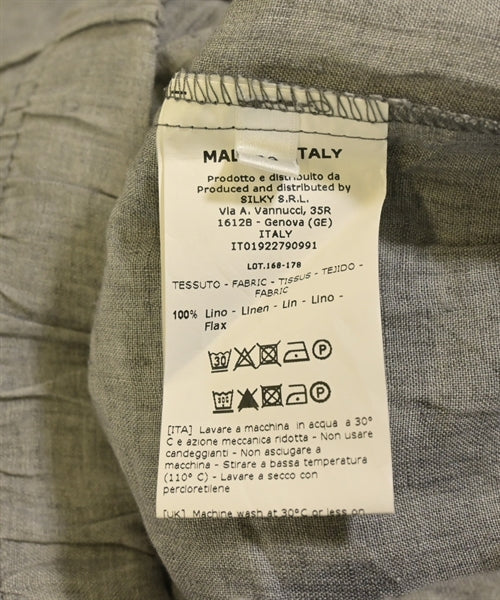 ITALY
Prodotto e distribuito da
Produced and distributed by
SILKY S.R.L.
Via A. Vannucci, 35R
16128 - Genova (GE)
ITALY
IT01922790991
LOT.168-178
TESSUTO - FABRIC - TISSUS - TEJIDO -
FABRIC
100% Lino - Linen - Lin - Lino -
Flax
30 P
P
[ITA] Lavare a macchina in acqua a 30°
C e azione meccanica ridotta - Non usare
candeggianti - Non asciugare a
macchina - Stirare a bassa temperatura
(110° C) - Lavare a secco con
percloroetilene
[UK] Machine wash at 30°C or less on